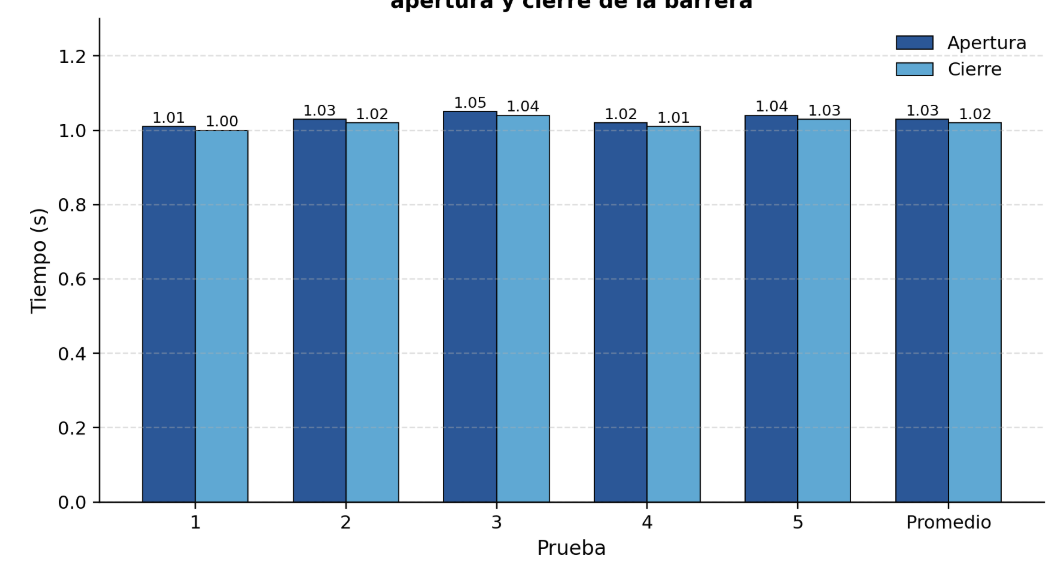 apertura y cierre de la barrera
Apertura
Cierre
1.2
1.0
0.8
0.6
0.4
0.2
0.0
Tiempo (s)
1.01 1.00
1.03 1.02
1.05 1.04
1.02 1.01
1.04 1.03
1.03 1.02
1 2 3 4 5 Promedio
Prueba